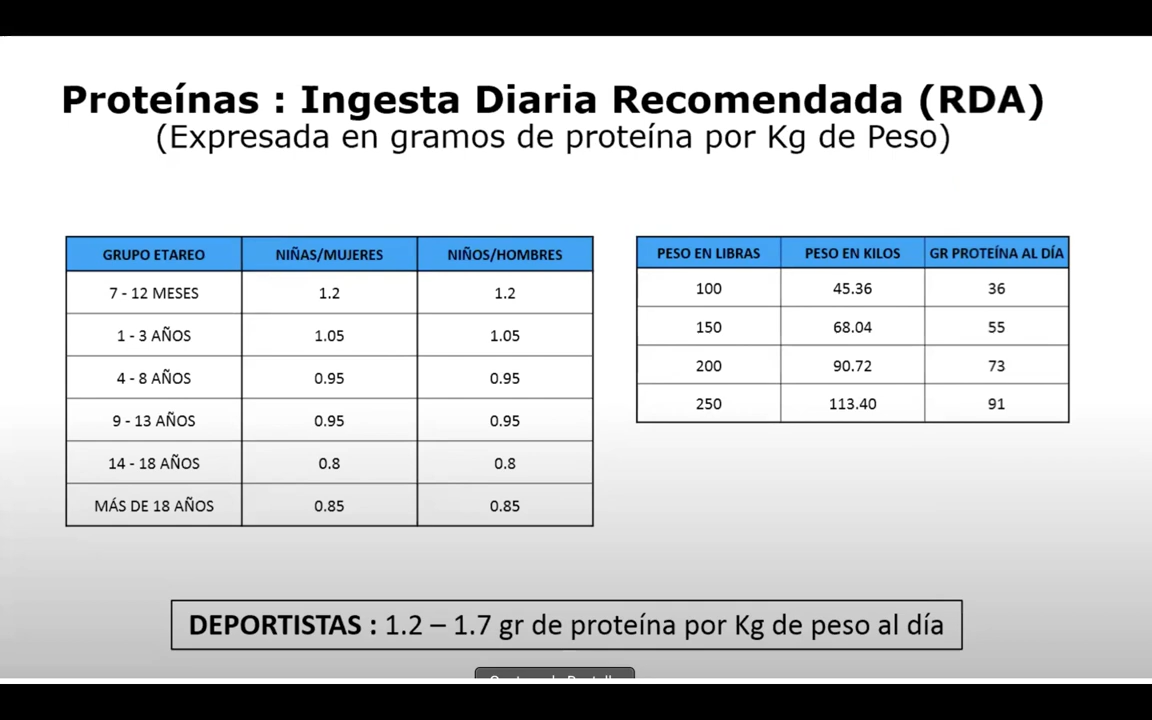 Proteínas : Ingesta Diaria Recomendada (RDA)
(Expresada en gramos de proteína por Kg de Peso)
GRUPO ETAREO NIÑAS/MUJERES NIÑOS/HOMBRES
7 - 12 MESES 1.2 1.2
1 - 3 AÑOS 1.05 1.05
4 - 8 AÑOS 0.95 0.95
9 - 13 AÑOS 0.95 0.95
14 - 18 AÑOS 0.8 0.8
MÁS DE 18 AÑOS 0.85 0.85
PESO EN LIBRAS PESO EN KILOS GR PROTEÍNA AL DÍA
100 45.36 36
150 68.04 55
200 90.72 73
250 113.40 91
DEPORTISTAS : 1.2 – 1.7 gr de proteína por Kg de peso al día